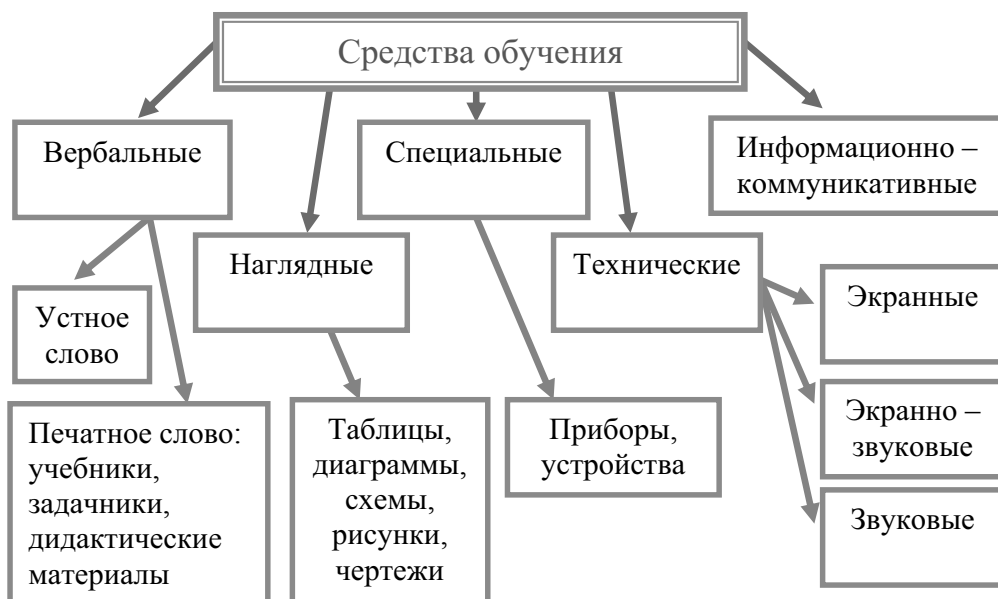 Средства обучения
Вербальные
Специальные
Информационно –
коммуникативные
Наглядные
Технические
Устное
слово
Экранные
Экранно –
звуковые
Звуковые
Печатное слово:
учебники,
задачники,
дидактические
материалы
Таблицы,
диаграммы,
схемы,
рисунки,
чертежи
Приборы,
устройства